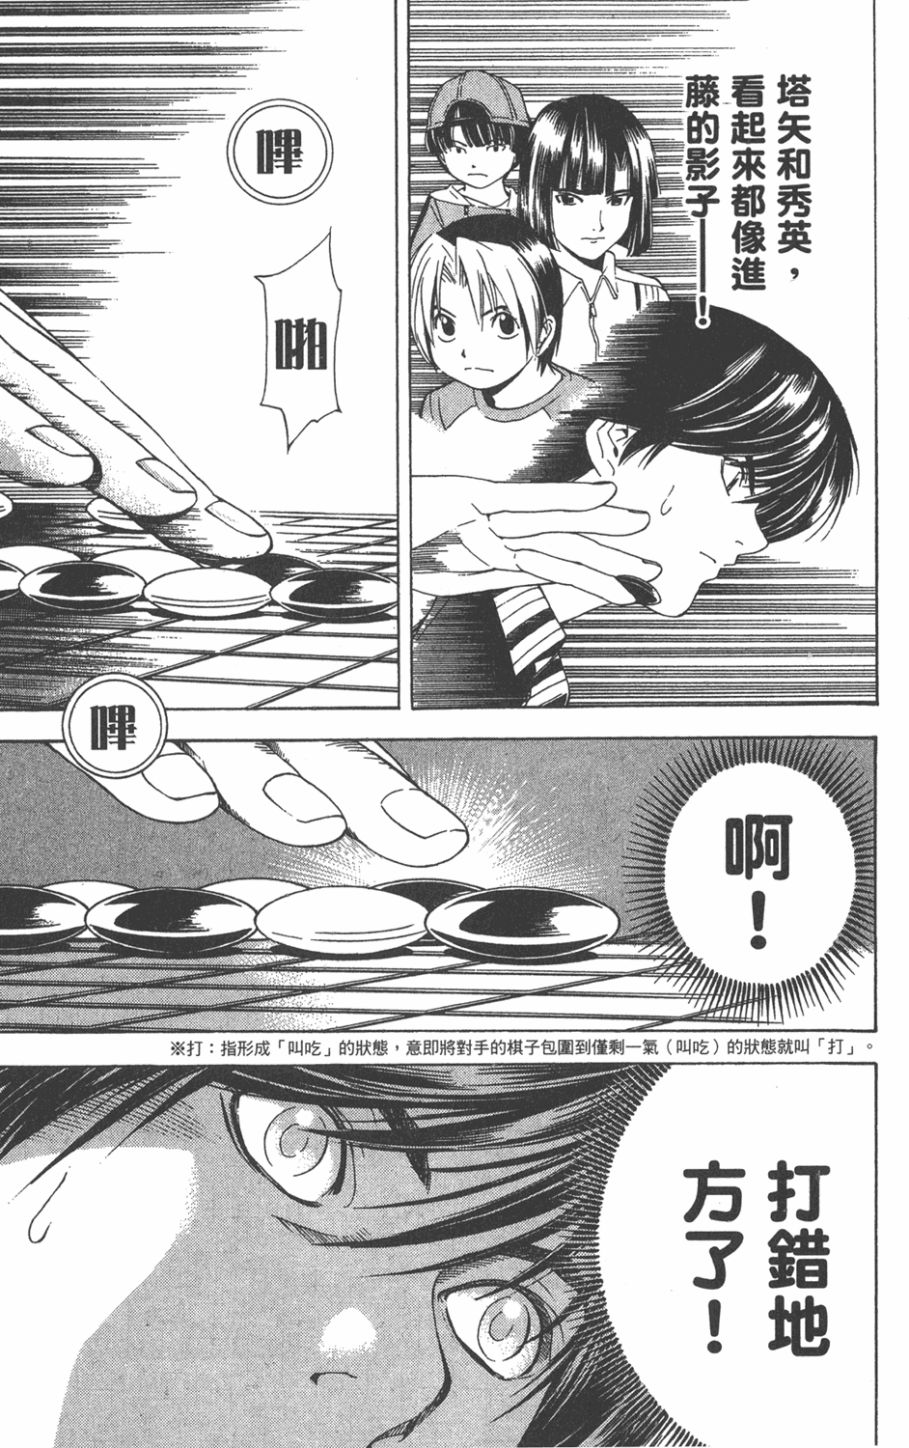 塔矢和秀英，
看起來都像進
藤的影子——！
嗶
啪
嗶
啊！
※打：指形成「叫吃」的狀態，意即將對手的棋子包圍到僅剩一氣（叫吃）的狀態就叫「打」。
打錯地
方了！